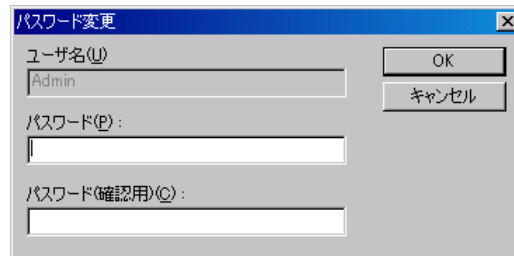 パスワード変更
ユーザ名(U)
Admin
OK
キャンセル
パスワード(P) :
パスワード(確認用)(C) :